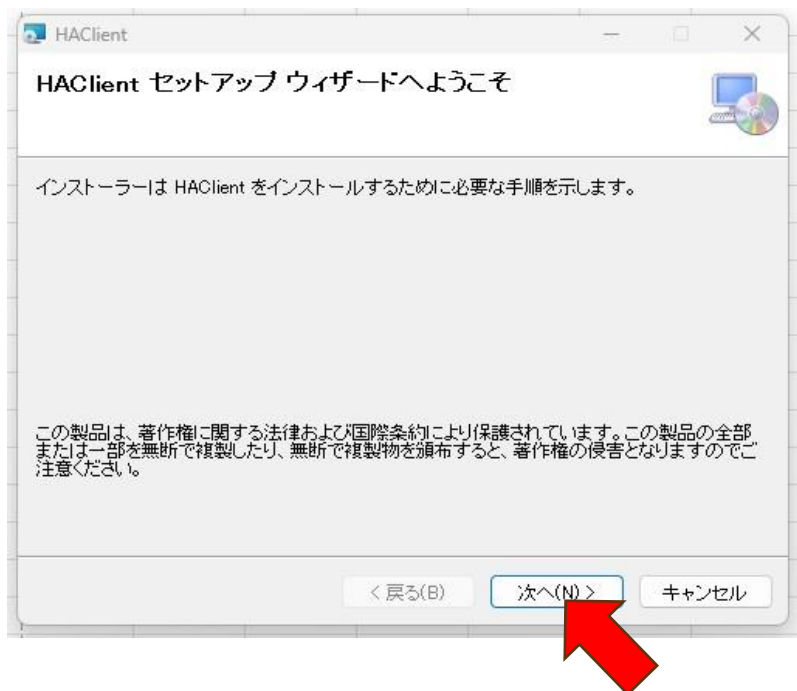 HAClient
HAClient セットアップ ウィザードへようこそ
インストーラーは HAClient をインストールするために必要な手順を示します。
この製品は、著作権に関する法律および国際条約により保護されています。この製品の全部
または一部を無断で複製したり、無断で複製物を頒布すると、著作権の侵害となりますのでご
注意ください。
< 戻る(B) 次へ(N) > キャンセル